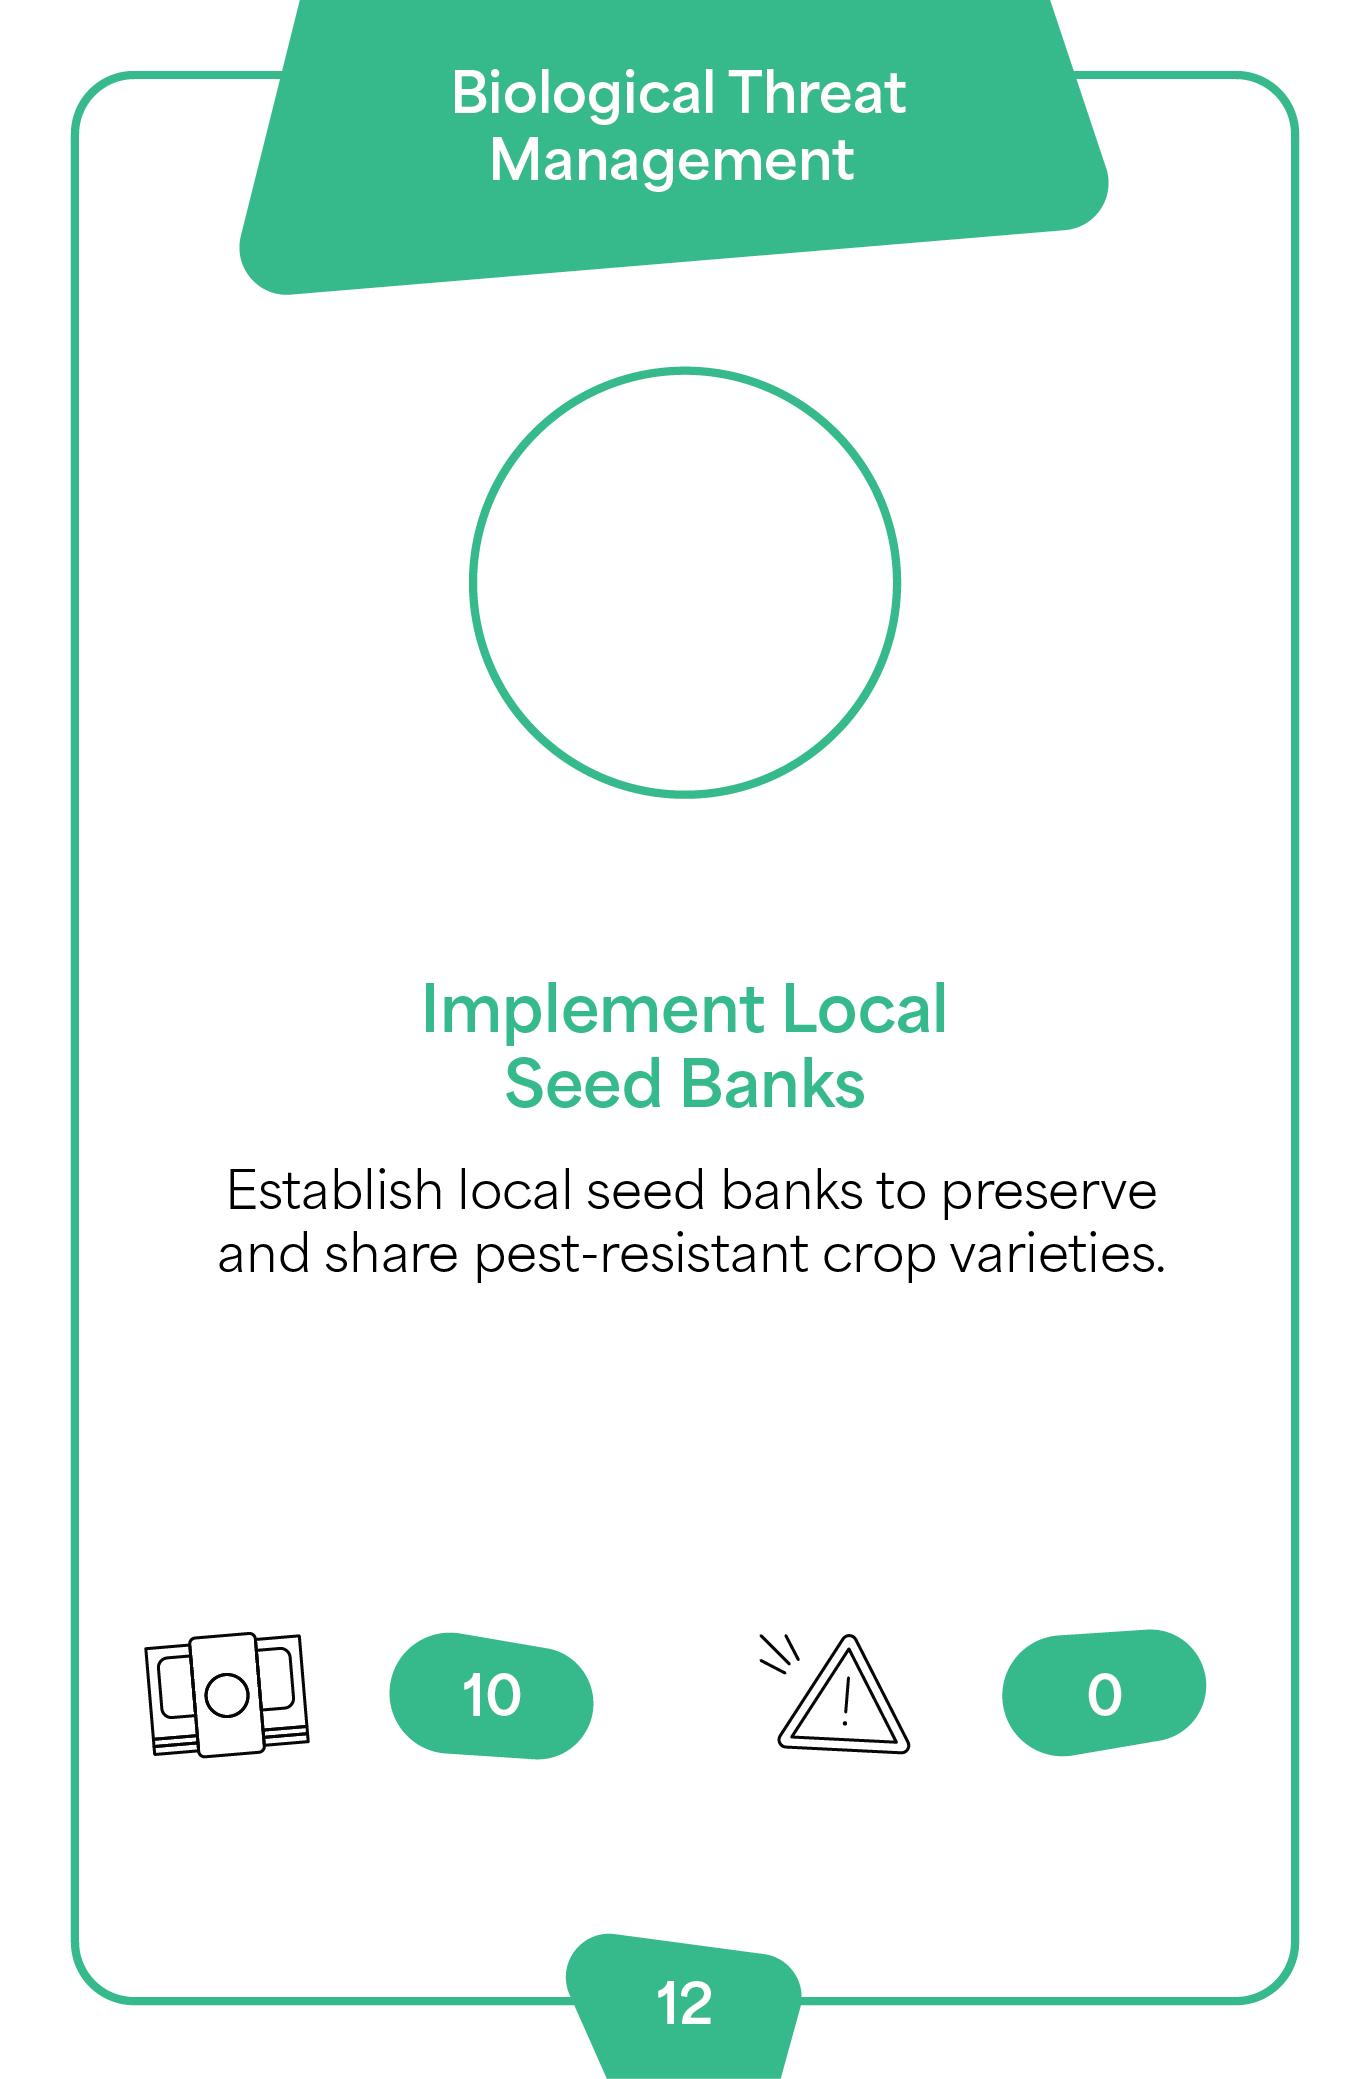 Biological Threat
Management
Implement Local
Seed Banks
Establish local seed banks to preserve
and share pest-resistant crop varieties.
10
!
0
12